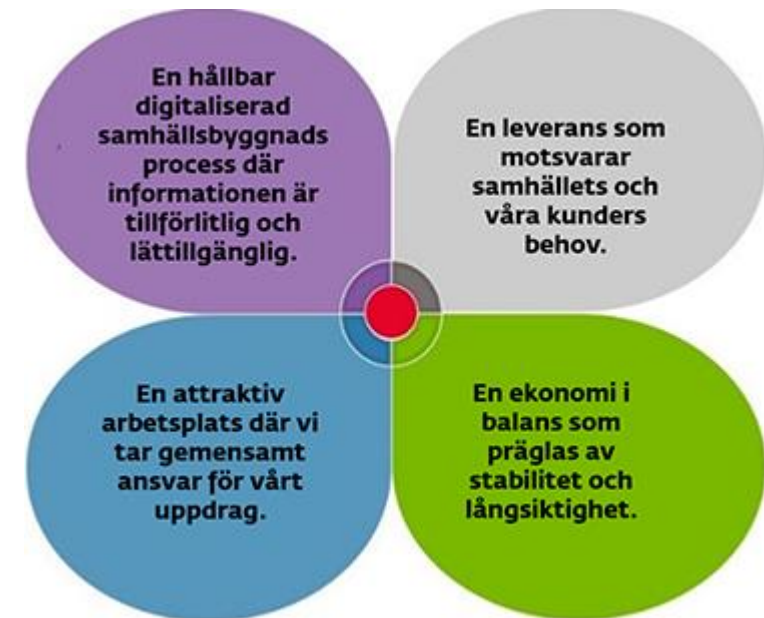 En hållbar
digitaliserad
samhällsbyggnads
process där
informationen är
tillförlitlig och
lättillgänglig.
En leverans som
motsvarar
samhällets och
våra kunders
behov.
En attraktiv
arbetsplats där vi
tar gemensamt
ansvar för vårt
uppdrag.
En ekonomi i
balans som
präglas av
stabilitet och
långsiktighet.